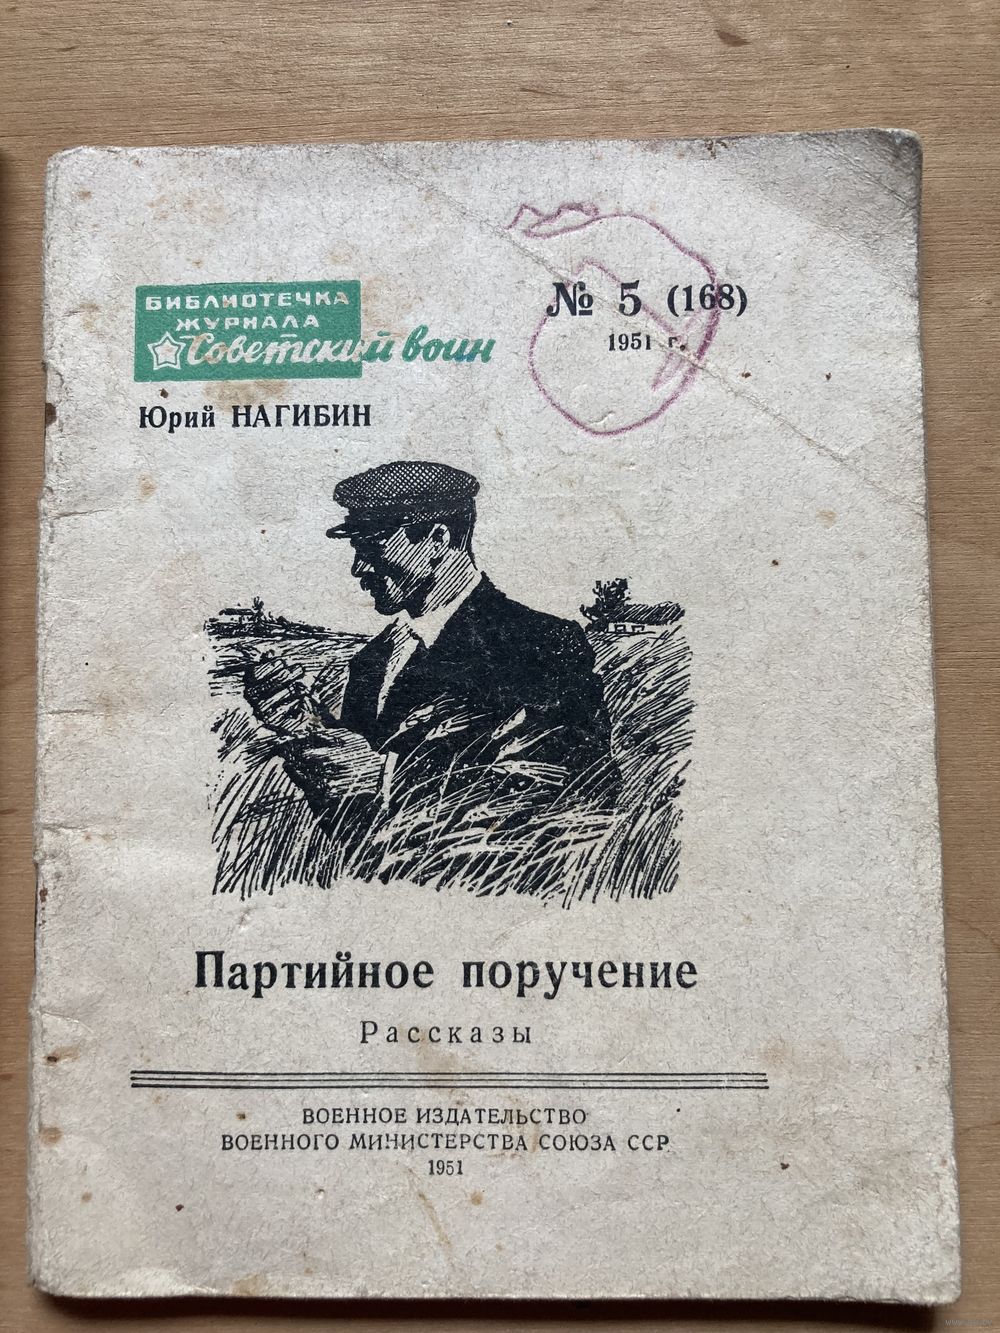 БИБЛИОТЕЧКА
ЖУРНАЛА
Советский воин
№ 5 (168)
1951 г.
Юрий НАГИБИН
Партийное поручение
Рассказы
ВОЕННОЕ ИЗДАТЕЛЬСТВО
ВОЕННОГО МИНИСТЕРСТВА СОЮЗА ССР
1951